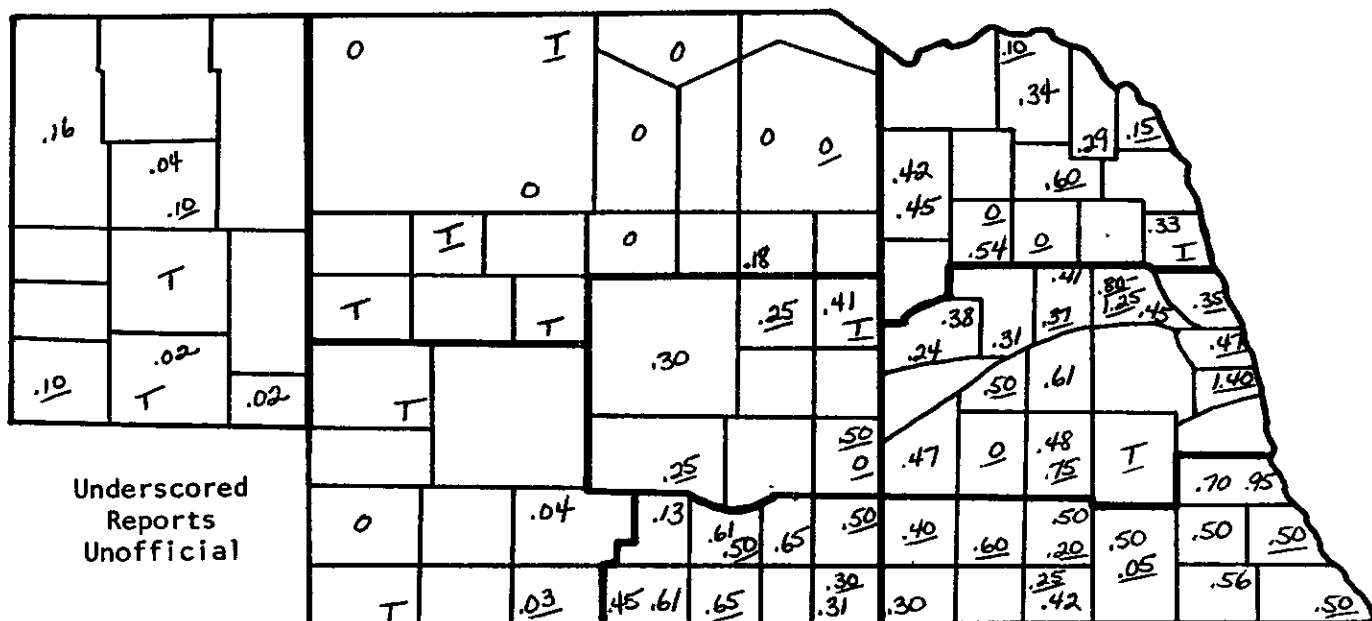 .10
0 T 0
.34
.16 .29 .15
0 0 0
.04 .42 .60
.10 0 .45
T 0 0 .33
.54 0 T
.18
T .41 .80
T T .25 .41 .37 1.25 .45 .35
T .38
.02 .30 .24 .31 .47
.10 T .02 .50 .61 1.40
T
.50
.25 0 .47 0 .48 T
.75
.70 .95
Underscored
Reports
Unofficial
0 .04 .13 .61 .50 .65 .50 .40 .60 .50 .20 .50 .50 .50
.05
T .03 .45 .61 .65 .30 .31 .30 .25 .42 .56 .50